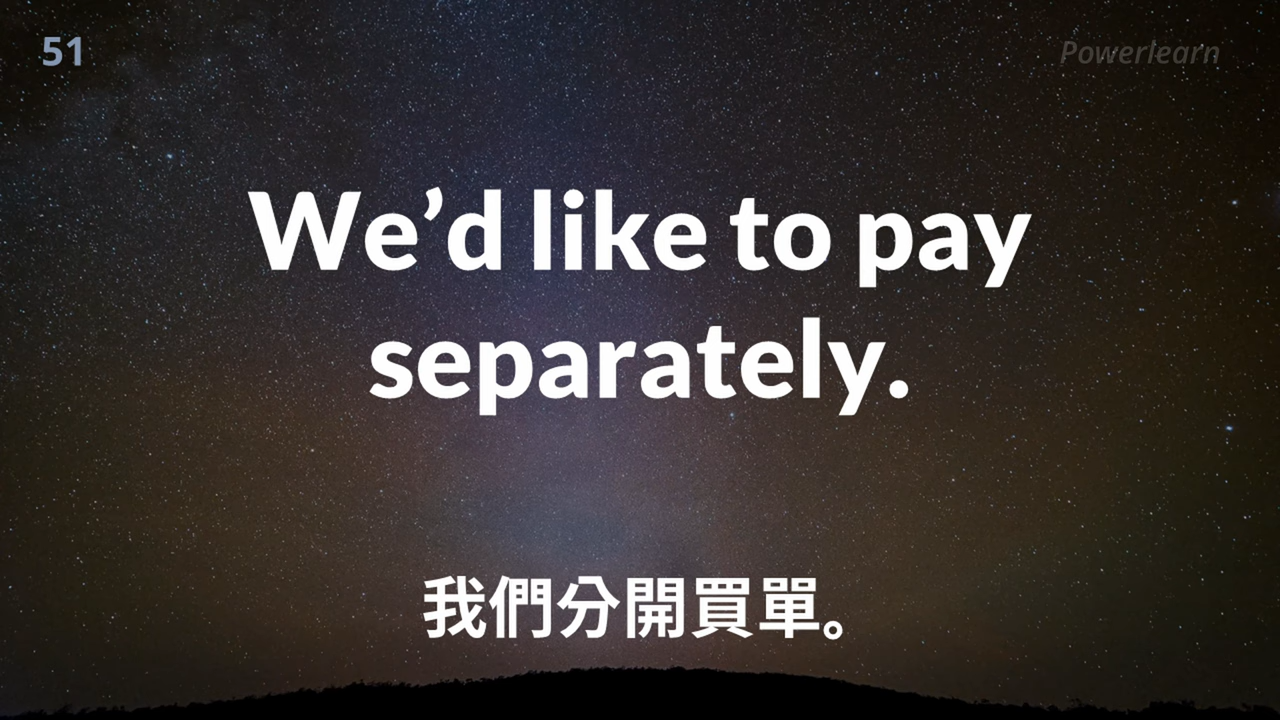 51
Powerlearn
We’d like to pay
separately.
我們分開買單。